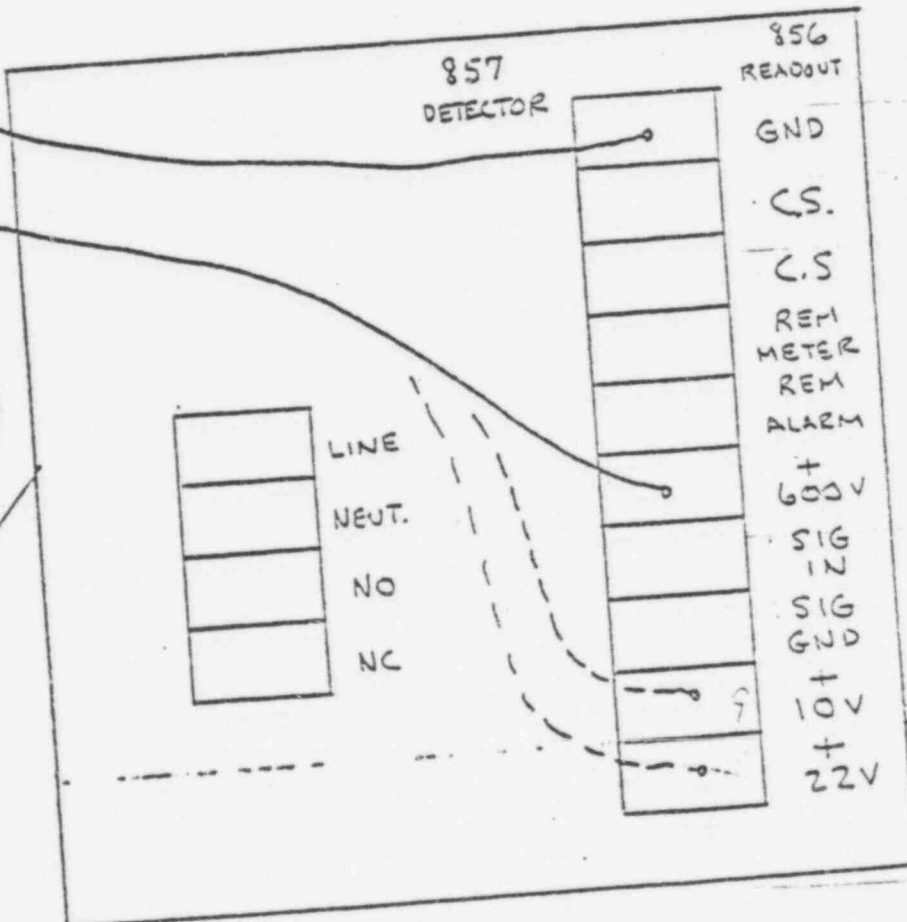 857
DETECTOR
856
READOUT
GND
C.S.
C.S
REM
METER
REM
ALARM
+
600V
SIG
IN
SIG
GND
+
10V
+
22V
LINE
NEUT.
NO
NC